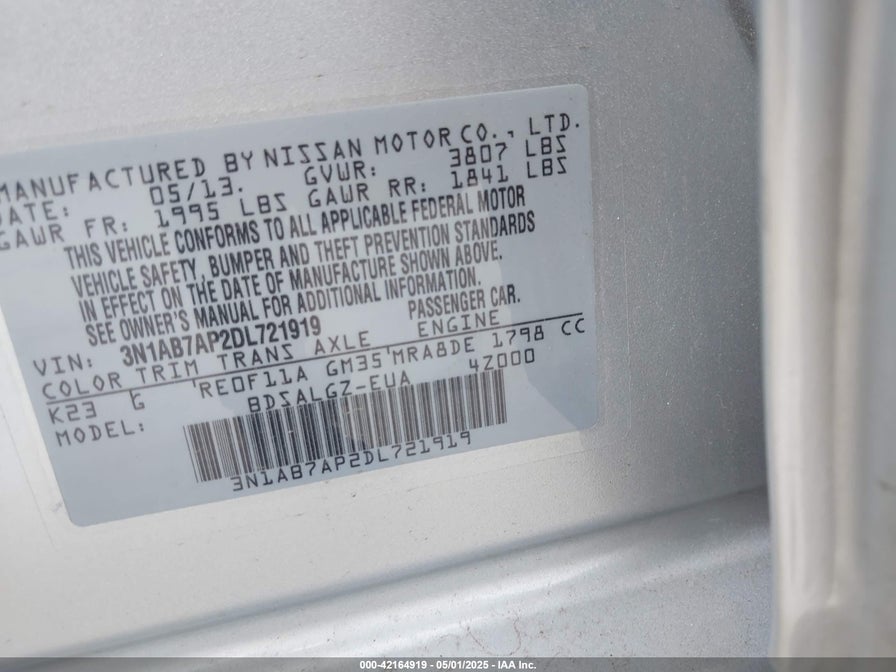 MANUFACTURED BY NISSAN MOTOR CO., LTD.
DATE: 05/13. GVWR: 3807 LBS
GAWR FR: 1995 LBS GAWR RR: 1841 LBS
THIS VEHICLE CONFORMS TO ALL APPLICABLE FEDERAL MOTOR
VEHICLE SAFETY, BUMPER AND THEFT PREVENTION STANDARDS
IN EFFECT ON THE DATE OF MANUFACTURE SHOWN ABOVE.
SEE OWNER'S MANUAL FOR ADDITIONAL INFORMATION.
VIN: 3N1AB7AP2DL721919 PASSENGER CAR.
COLOR TRIM TRANS AXLE ENGINE
K23 G RE0F11A GM35 MRA8DE 1798 CC
MODEL: BDSALGZ-EUA 4Z000
3N1AB7AP2DL721919
000-42164919 - 05/01/2025 - IAA Inc.